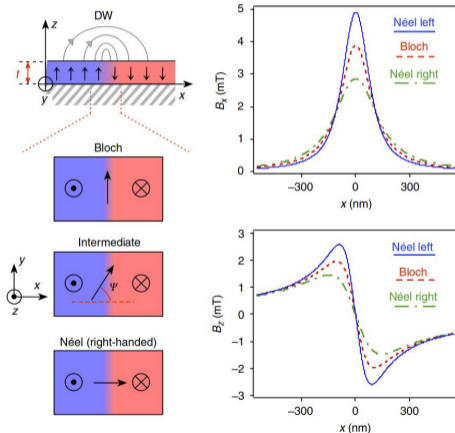 DW
z
t
y
x
Bloch
Intermediate
y
x
z
Ψ
Néel (right-handed)
5
4
3
2
1
0
Bₓ (mT)
Néel left
Bloch
Néel right
−300
0
300
x (nm)
3
2
1
0
−1
−2
−3
B_z (mT)
Néel left
Bloch
Néel right
−300
0
300
x (nm)